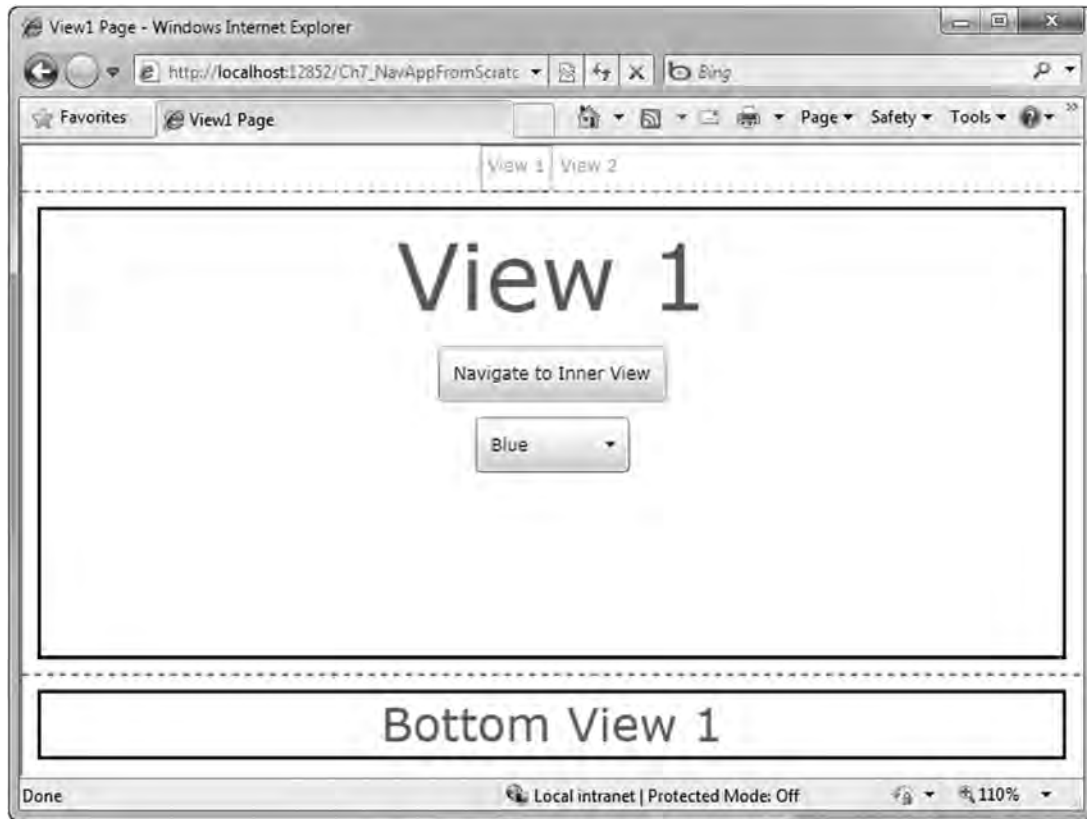 View1 Page - Windows Internet Explorer
http://localhost:12852/Ch7_NavAppFromScratc
Bing
Favorites
View1 Page
Page
Safety
Tools
View 1
View 2
View 1
Navigate to Inner View
Blue
Bottom View 1
Done
Local intranet | Protected Mode: Off
110%